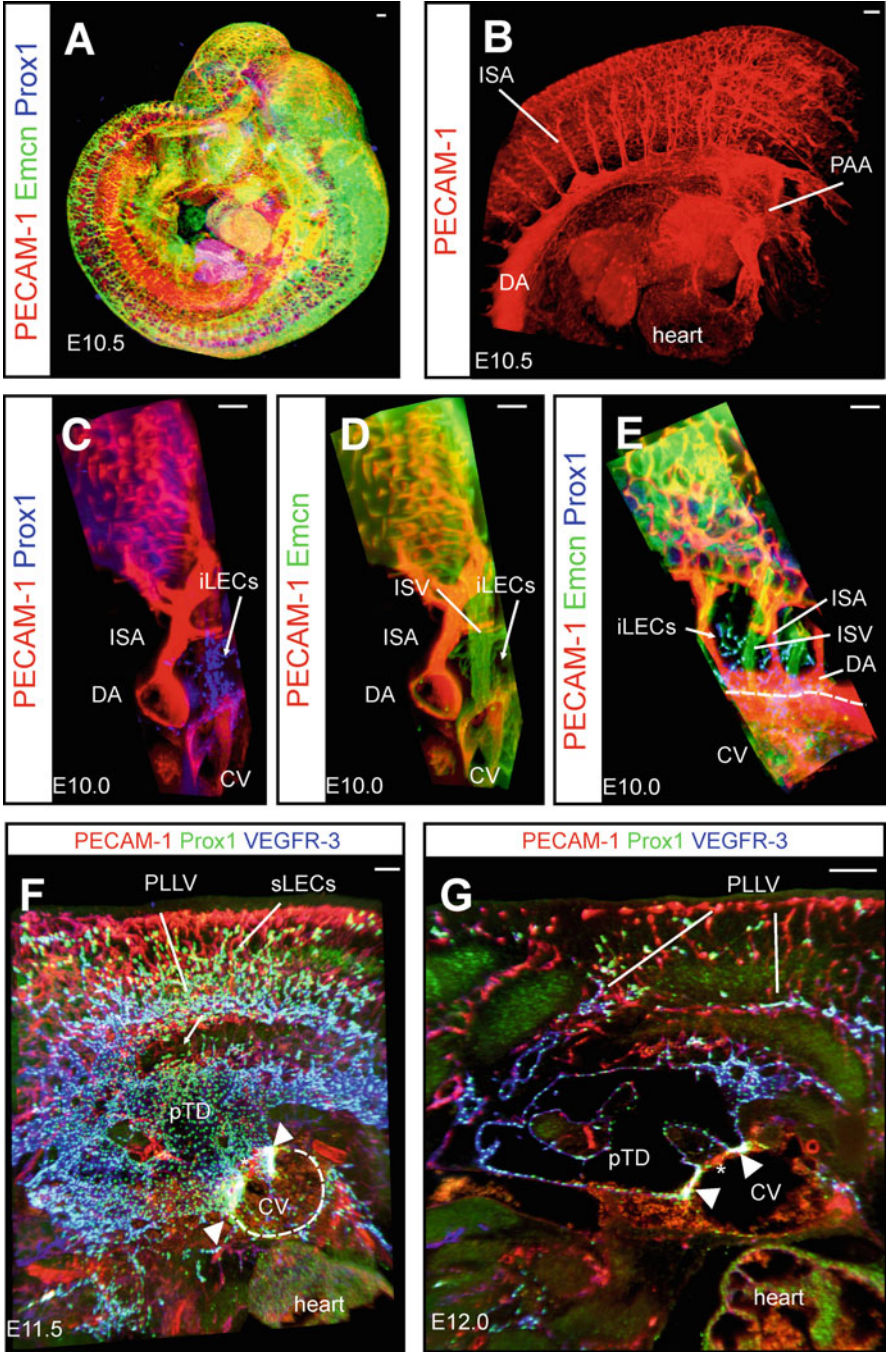 PECAM-1 Emcn Prox1
A
E10.5
PECAM-1
B
ISA
PAA
DA
heart
E10.5
PECAM-1 Prox1
C
iLECs
ISA
DA
CV
E10.0
PECAM-1 Emcn
D
ISV
iLECs
ISA
DA
CV
E10.0
PECAM-1 Emcn Prox1
E
iLECs
ISA
ISV
DA
CV
E10.0
PECAM-1 Prox1 VEGFR-3
F
PLLV
sLECs
pTD
CV
heart
E11.5
PECAM-1 Prox1 VEGFR-3
G
PLLV
pTD
*
CV
heart
E12.0